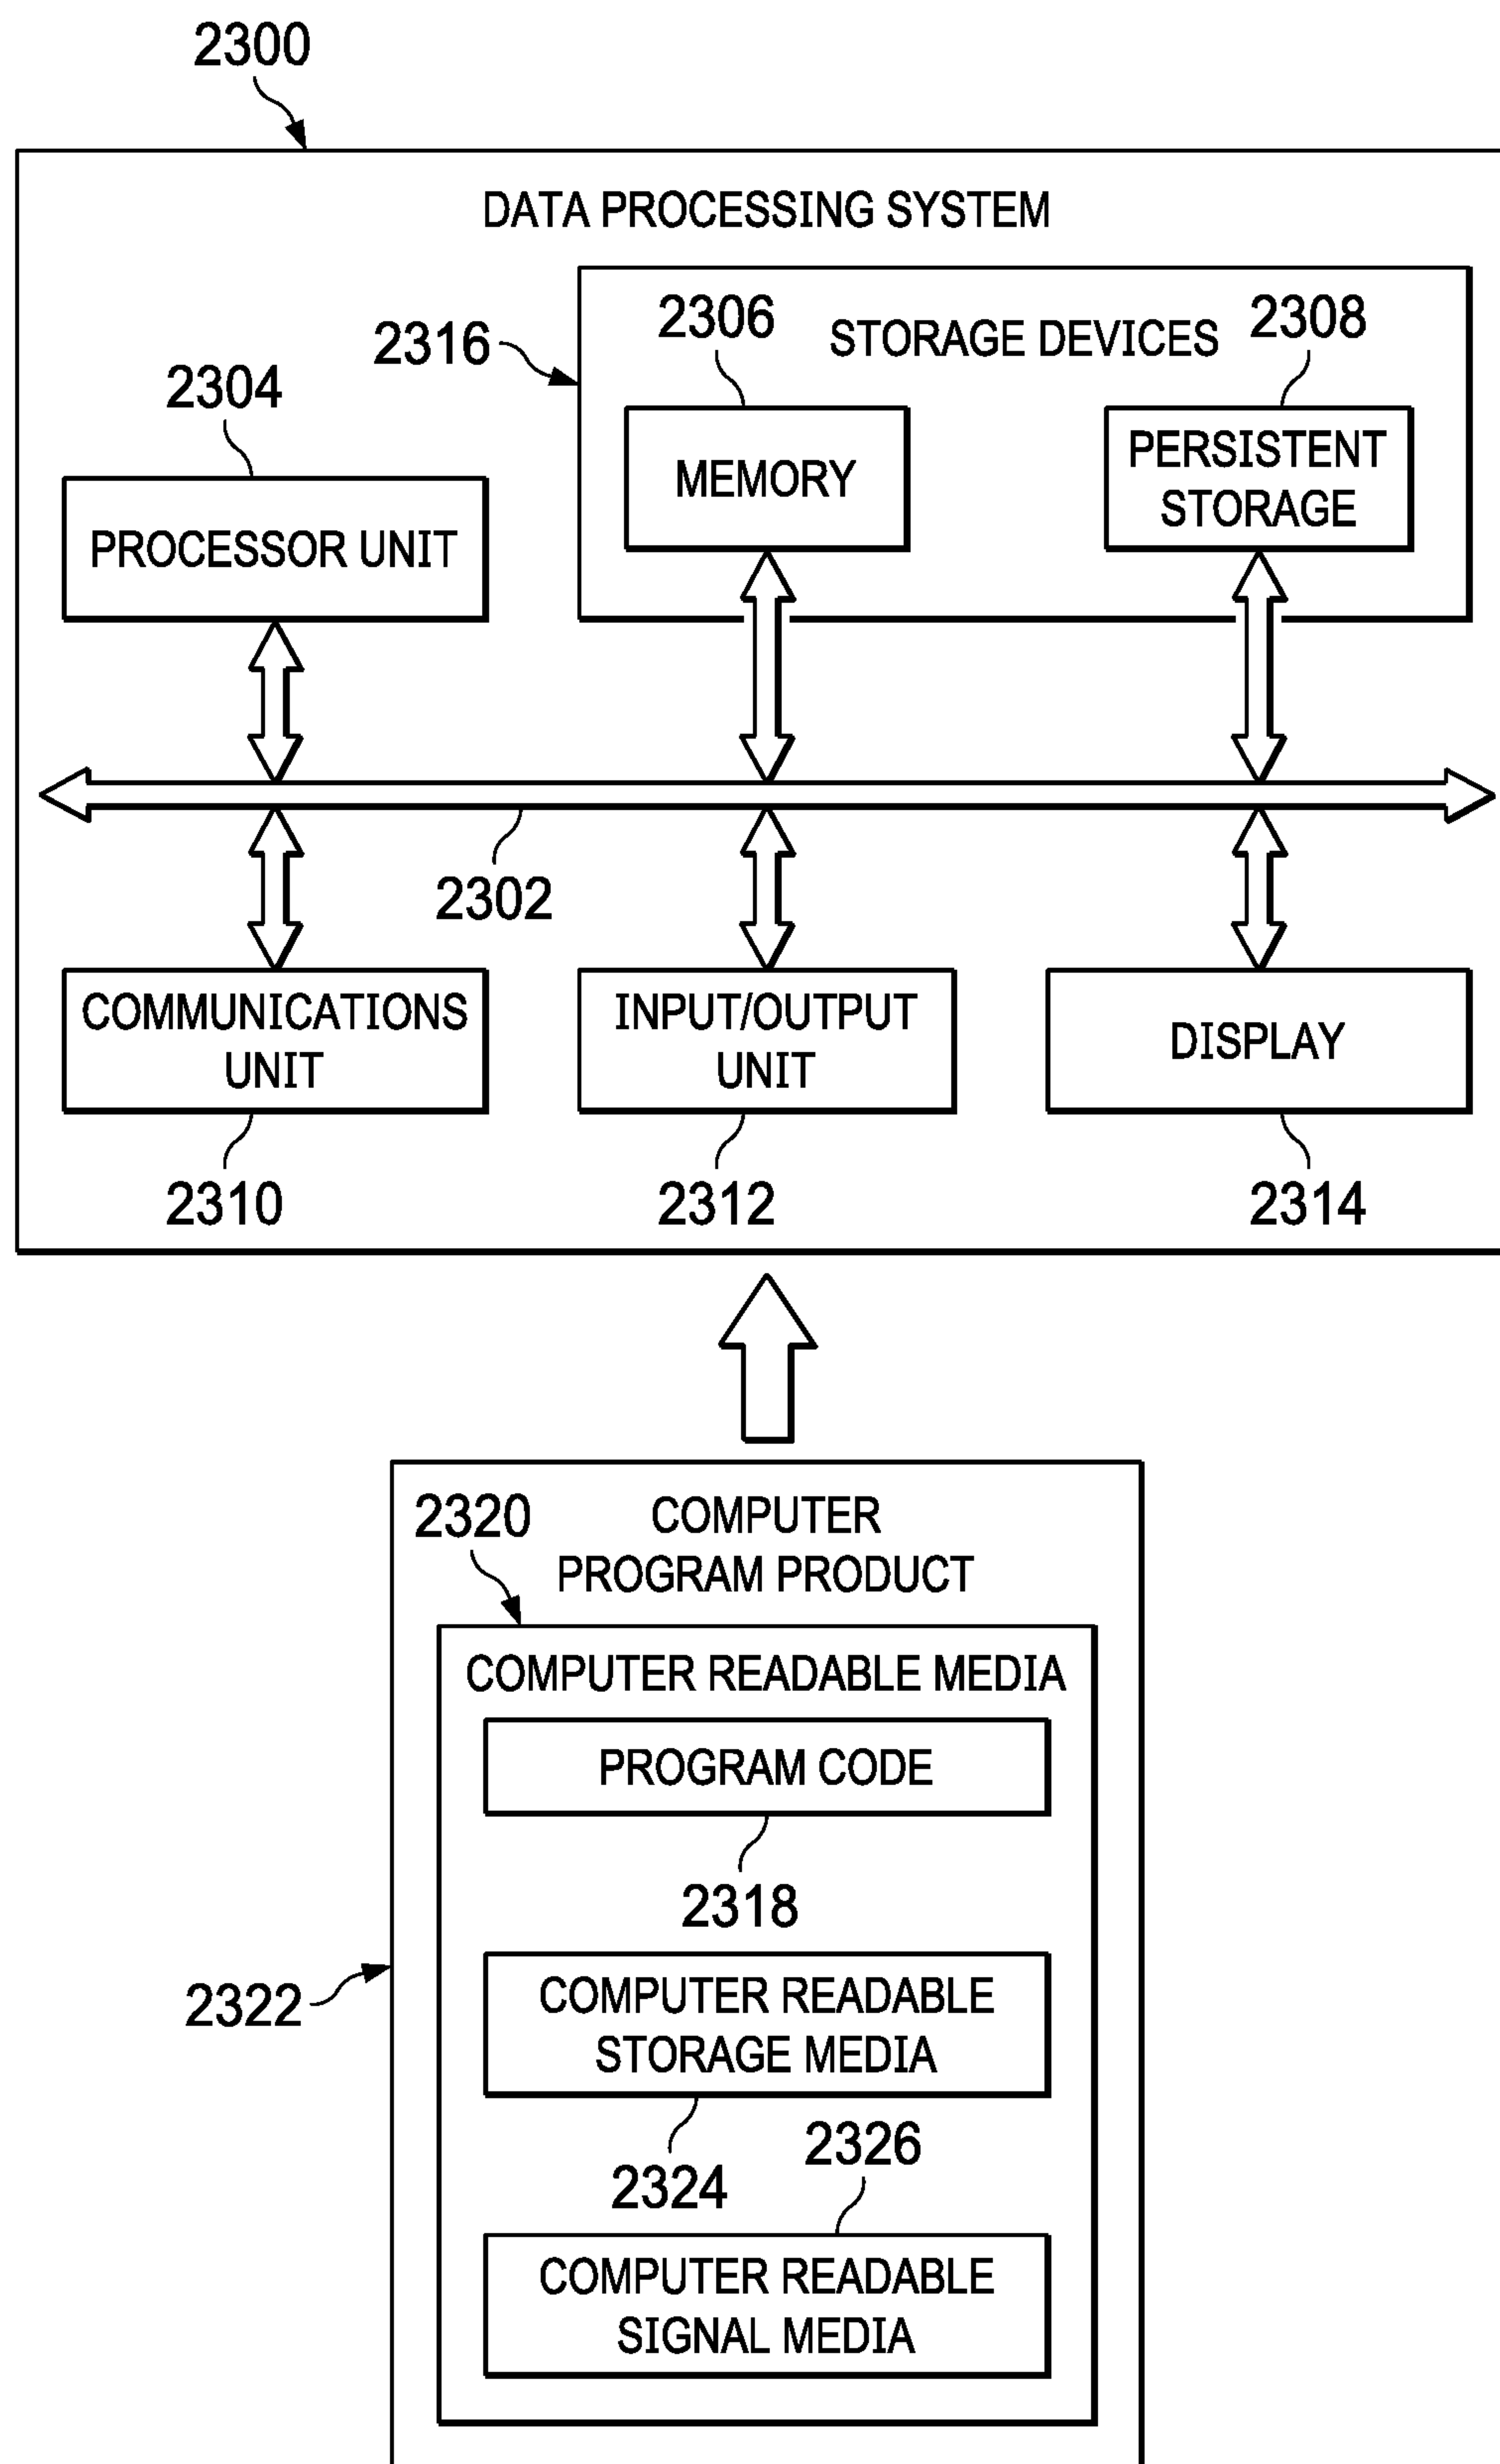 2300
DATA PROCESSING SYSTEM
2316
2306
STORAGE DEVICES
2308
2304
MEMORY
PERSISTENT
STORAGE
PROCESSOR UNIT
2302
COMMUNICATIONS
UNIT
INPUT/OUTPUT
UNIT
DISPLAY
2310
2312
2314
2320
COMPUTER
PROGRAM PRODUCT
COMPUTER READABLE MEDIA
PROGRAM CODE
2318
2322
COMPUTER READABLE
STORAGE MEDIA
2324
2326
COMPUTER READABLE
SIGNAL MEDIA